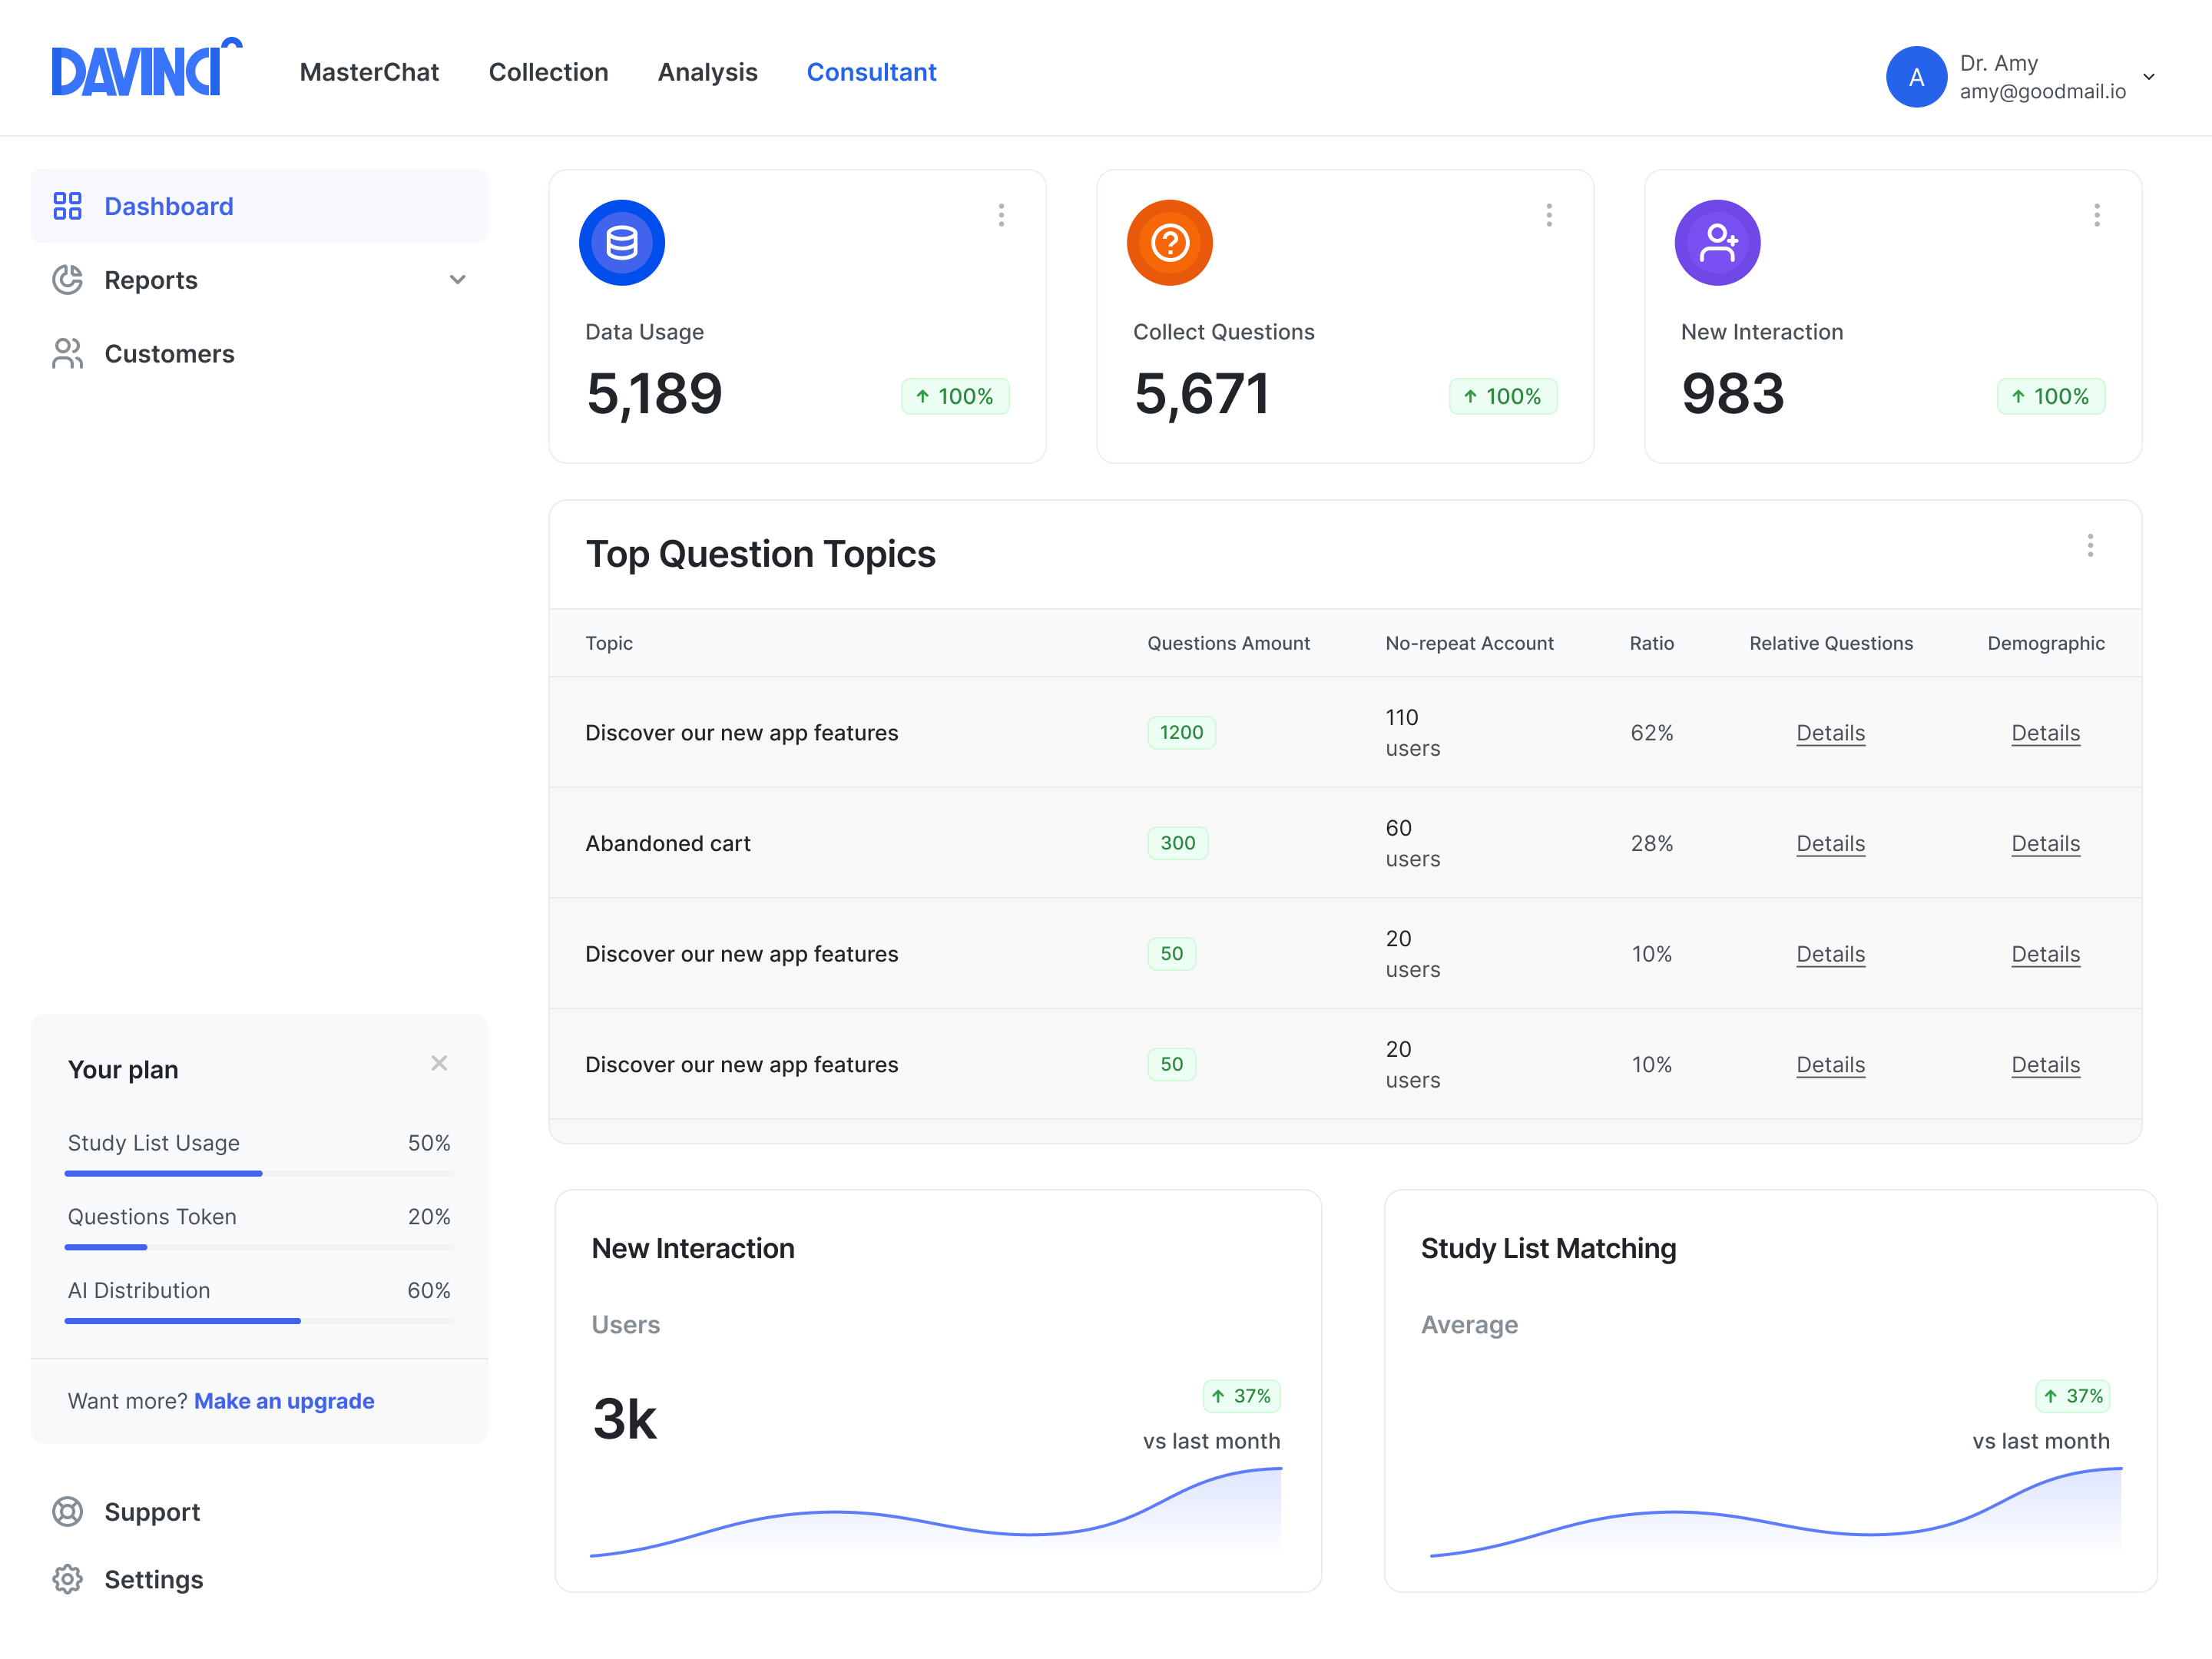 DAVINCI
MasterChat
Collection
Analysis
Consultant
A
Dr. Amy
amy@goodmail.io
Dashboard
Reports
Customers
Data Usage
5,189
100%
Collect Questions
5,671
100%
New Interaction
983
100%
Top Question Topics
Topic Questions Amount No-repeat Account Ratio Relative Questions Demographic
Discover our new app features 1200 110 users 62% Details Details
Abandoned cart 300 60 users 28% Details Details
Discover our new app features 50 20 users 10% Details Details
Discover our new app features 50 20 users 10% Details Details
Your plan
Study List Usage 50%
Questions Token 20%
AI Distribution 60%
Want more? Make an upgrade
Support
Settings
New Interaction
Users
3k
37%
vs last month
Study List Matching
Average
37%
vs last month